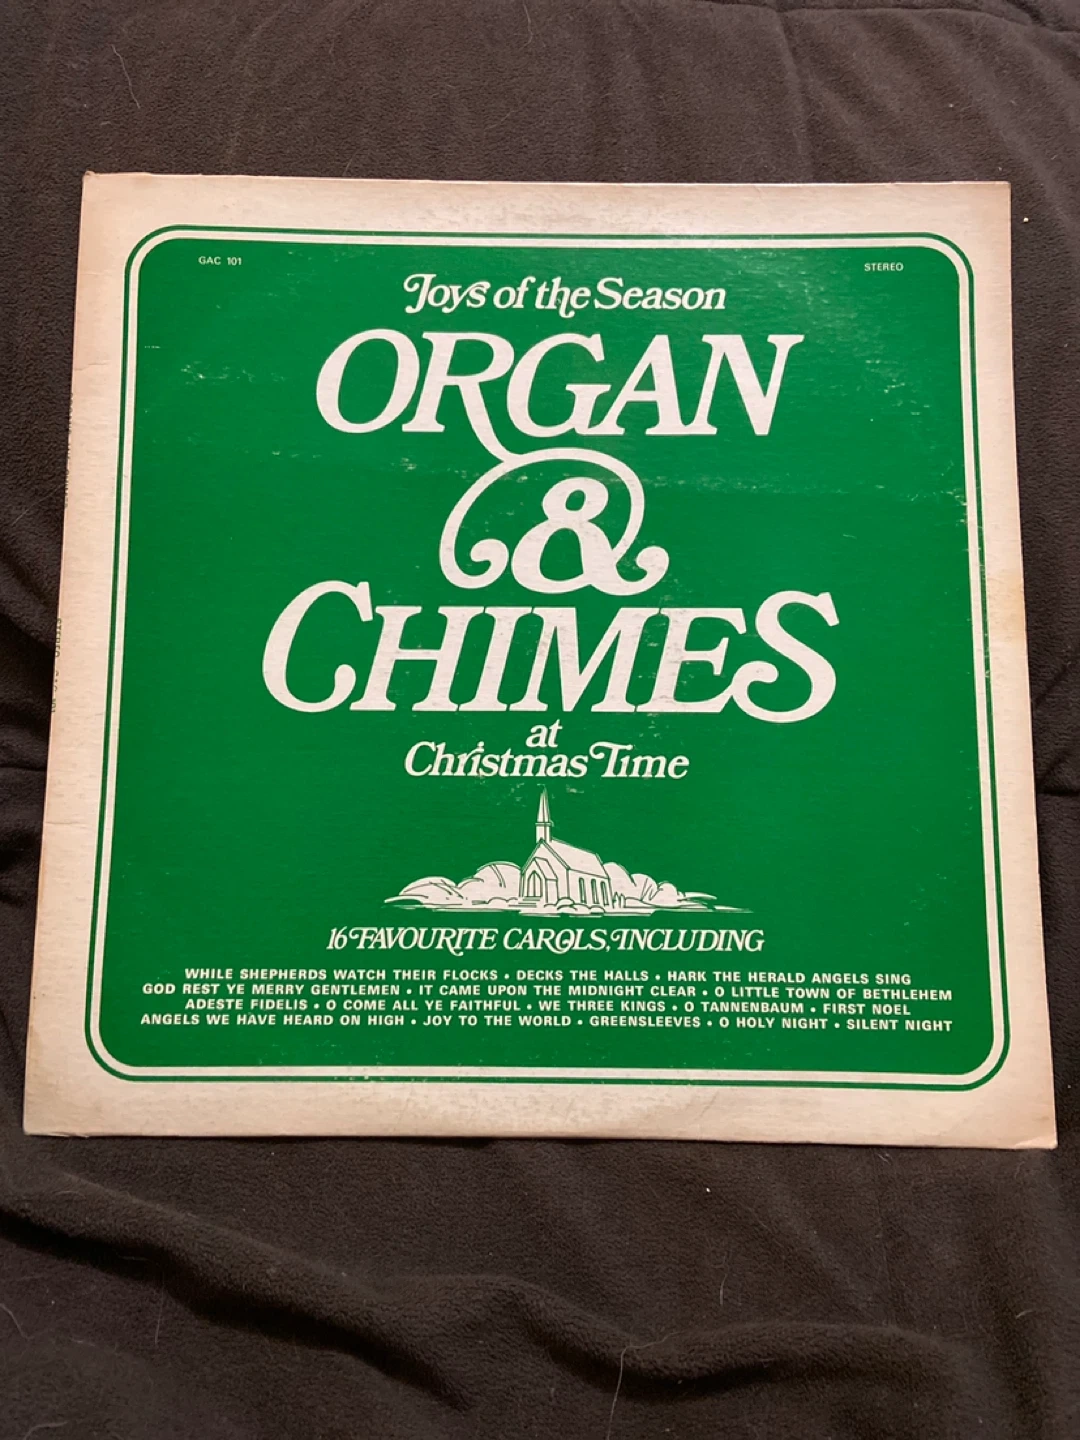 GAC 101
STEREO
Joys of the Season
ORGAN
&
CHIMES
at
Christmas Time
16 FAVOURITE CAROLS, INCLUDING
WHILE SHEPHERDS WATCH THEIR FLOCKS • DECKS THE HALLS • HARK THE HERALD ANGELS SING
GOD REST YE MERRY GENTLEMEN • IT CAME UPON THE MIDNIGHT CLEAR • O LITTLE TOWN OF BETHLEHEM
ADESTE FIDELIS • O COME ALL YE FAITHFUL • WE THREE KINGS • O TANNENBAUM • FIRST NOEL
ANGELS WE HAVE HEARD ON HIGH • JOY TO THE WORLD • GREENSLEEVES • O HOLY NIGHT • SILENT NIGHT